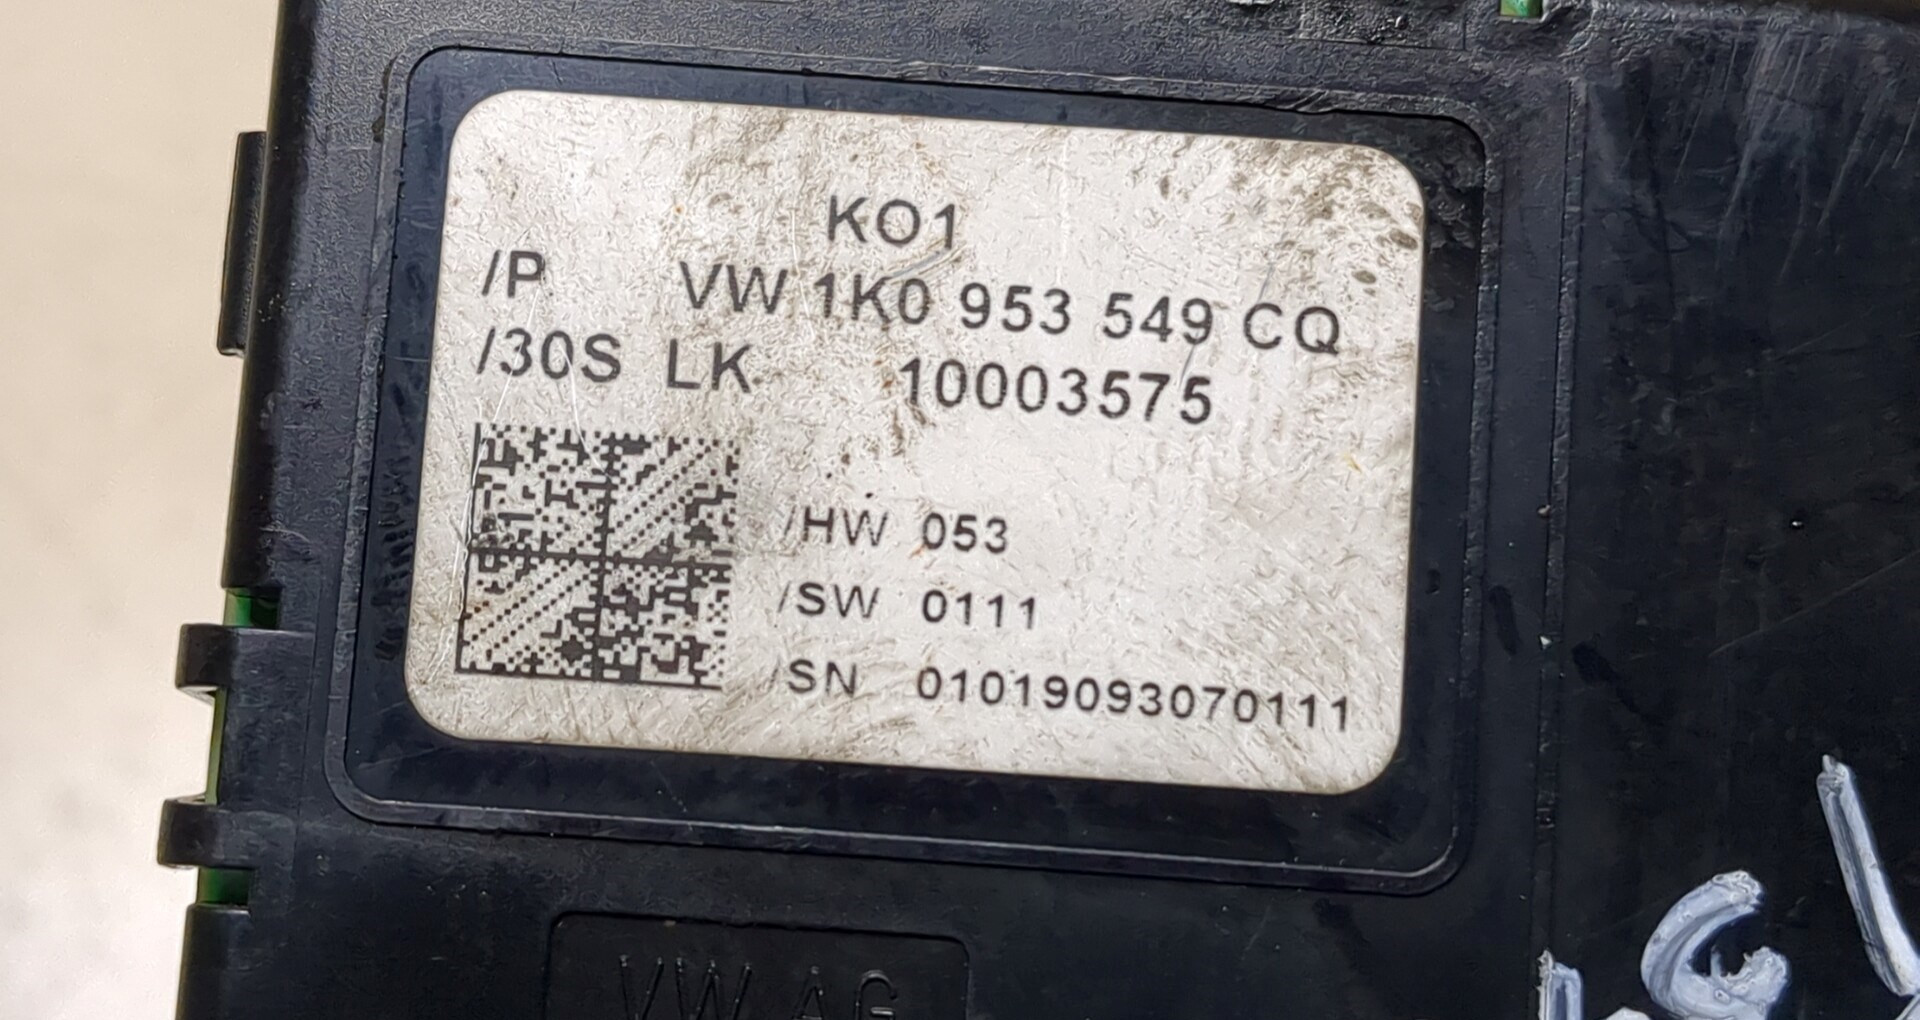 KO1
/P VW 1K0 953 549 CQ
/30S LK 10003575
/HW 053
/SW 0111
/SN 01019093070111
VW AG